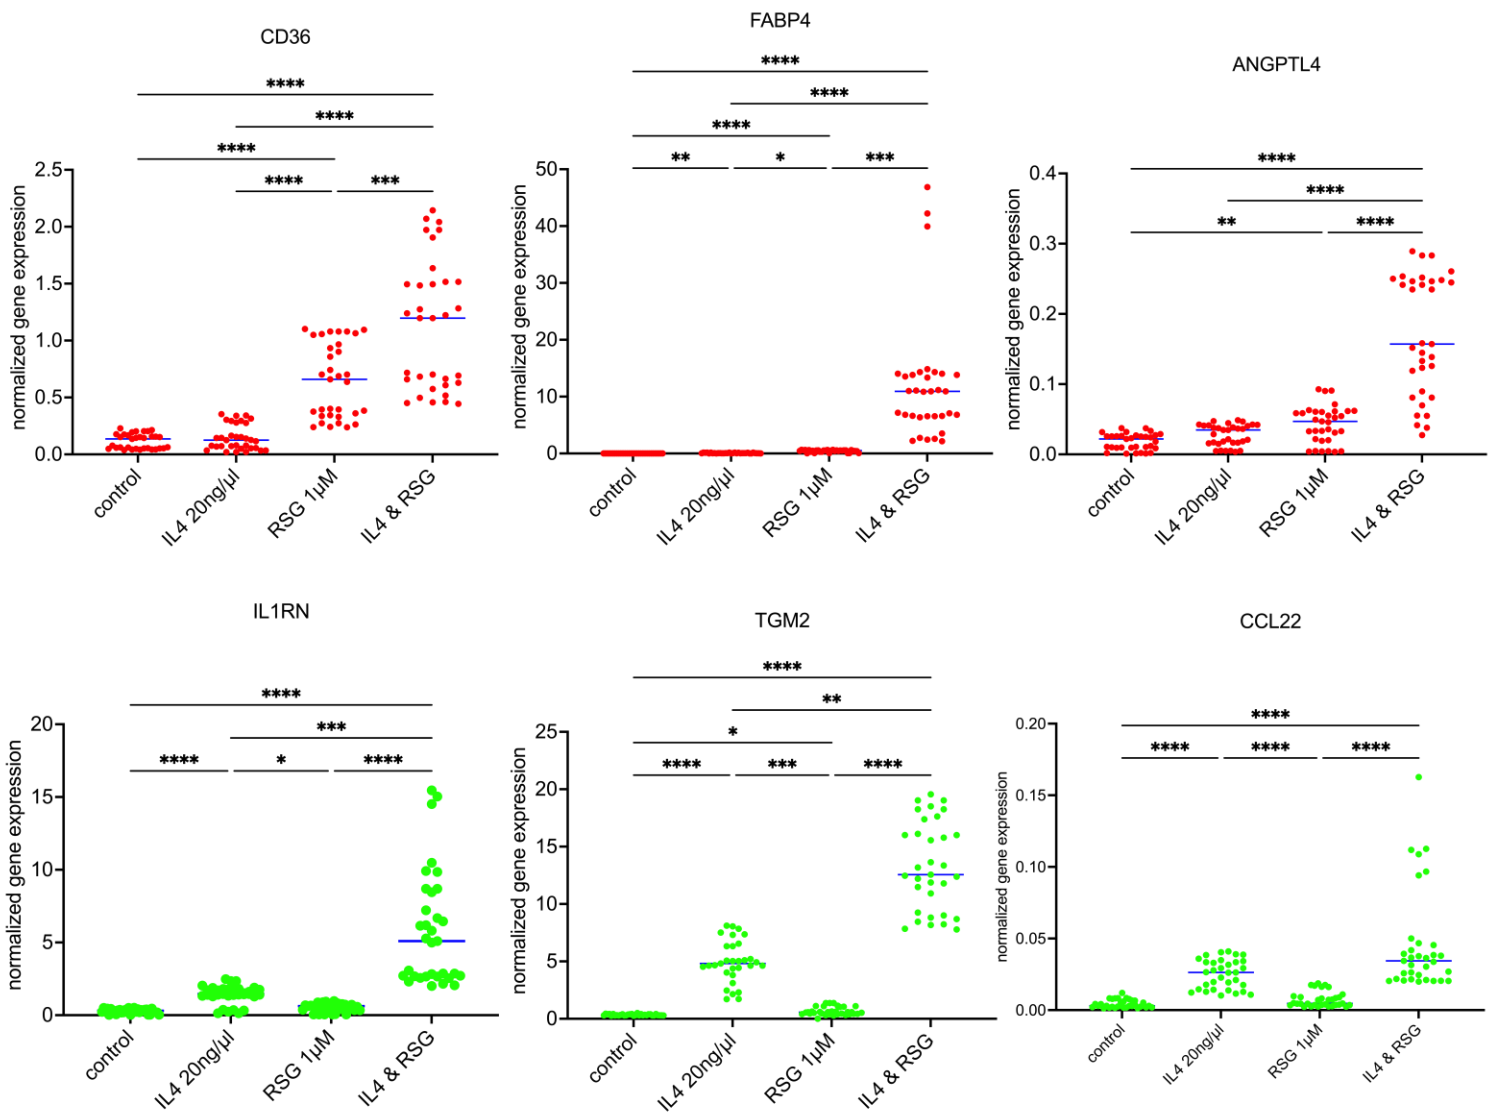 CD36
****
****
****
**** ***
normalized gene expression
2.5
2.0
1.5
1.0
0.5
0.0
control
IL4 20ng/µl
RSG 1µM
IL4 & RSG
FABP4
****
****
****
** * ***
normalized gene expression
50
40
30
20
10
0
control
IL4 20ng/µl
RSG 1µM
IL4 & RSG
ANGPTL4
****
****
** ****
normalized gene expression
0.4
0.3
0.2
0.1
0.0
control
IL4 20ng/µl
RSG 1µM
IL4 & RSG
IL1RN
****
***
**** * ****
normalized gene expression
20
15
10
5
0
control
IL4 20ng/µl
RSG 1µM
IL4 & RSG
TGM2
****
**
*
**** *** ****
normalized gene expression
25
20
15
10
5
0
control
IL4 20ng/µl
RSG 1µM
IL4 & RSG
CCL22
****
**** **** ****
normalized gene expression
0.20
0.15
0.10
0.05
0.00
control
IL4 20ng/µl
RSG 1µM
IL4 & RSG